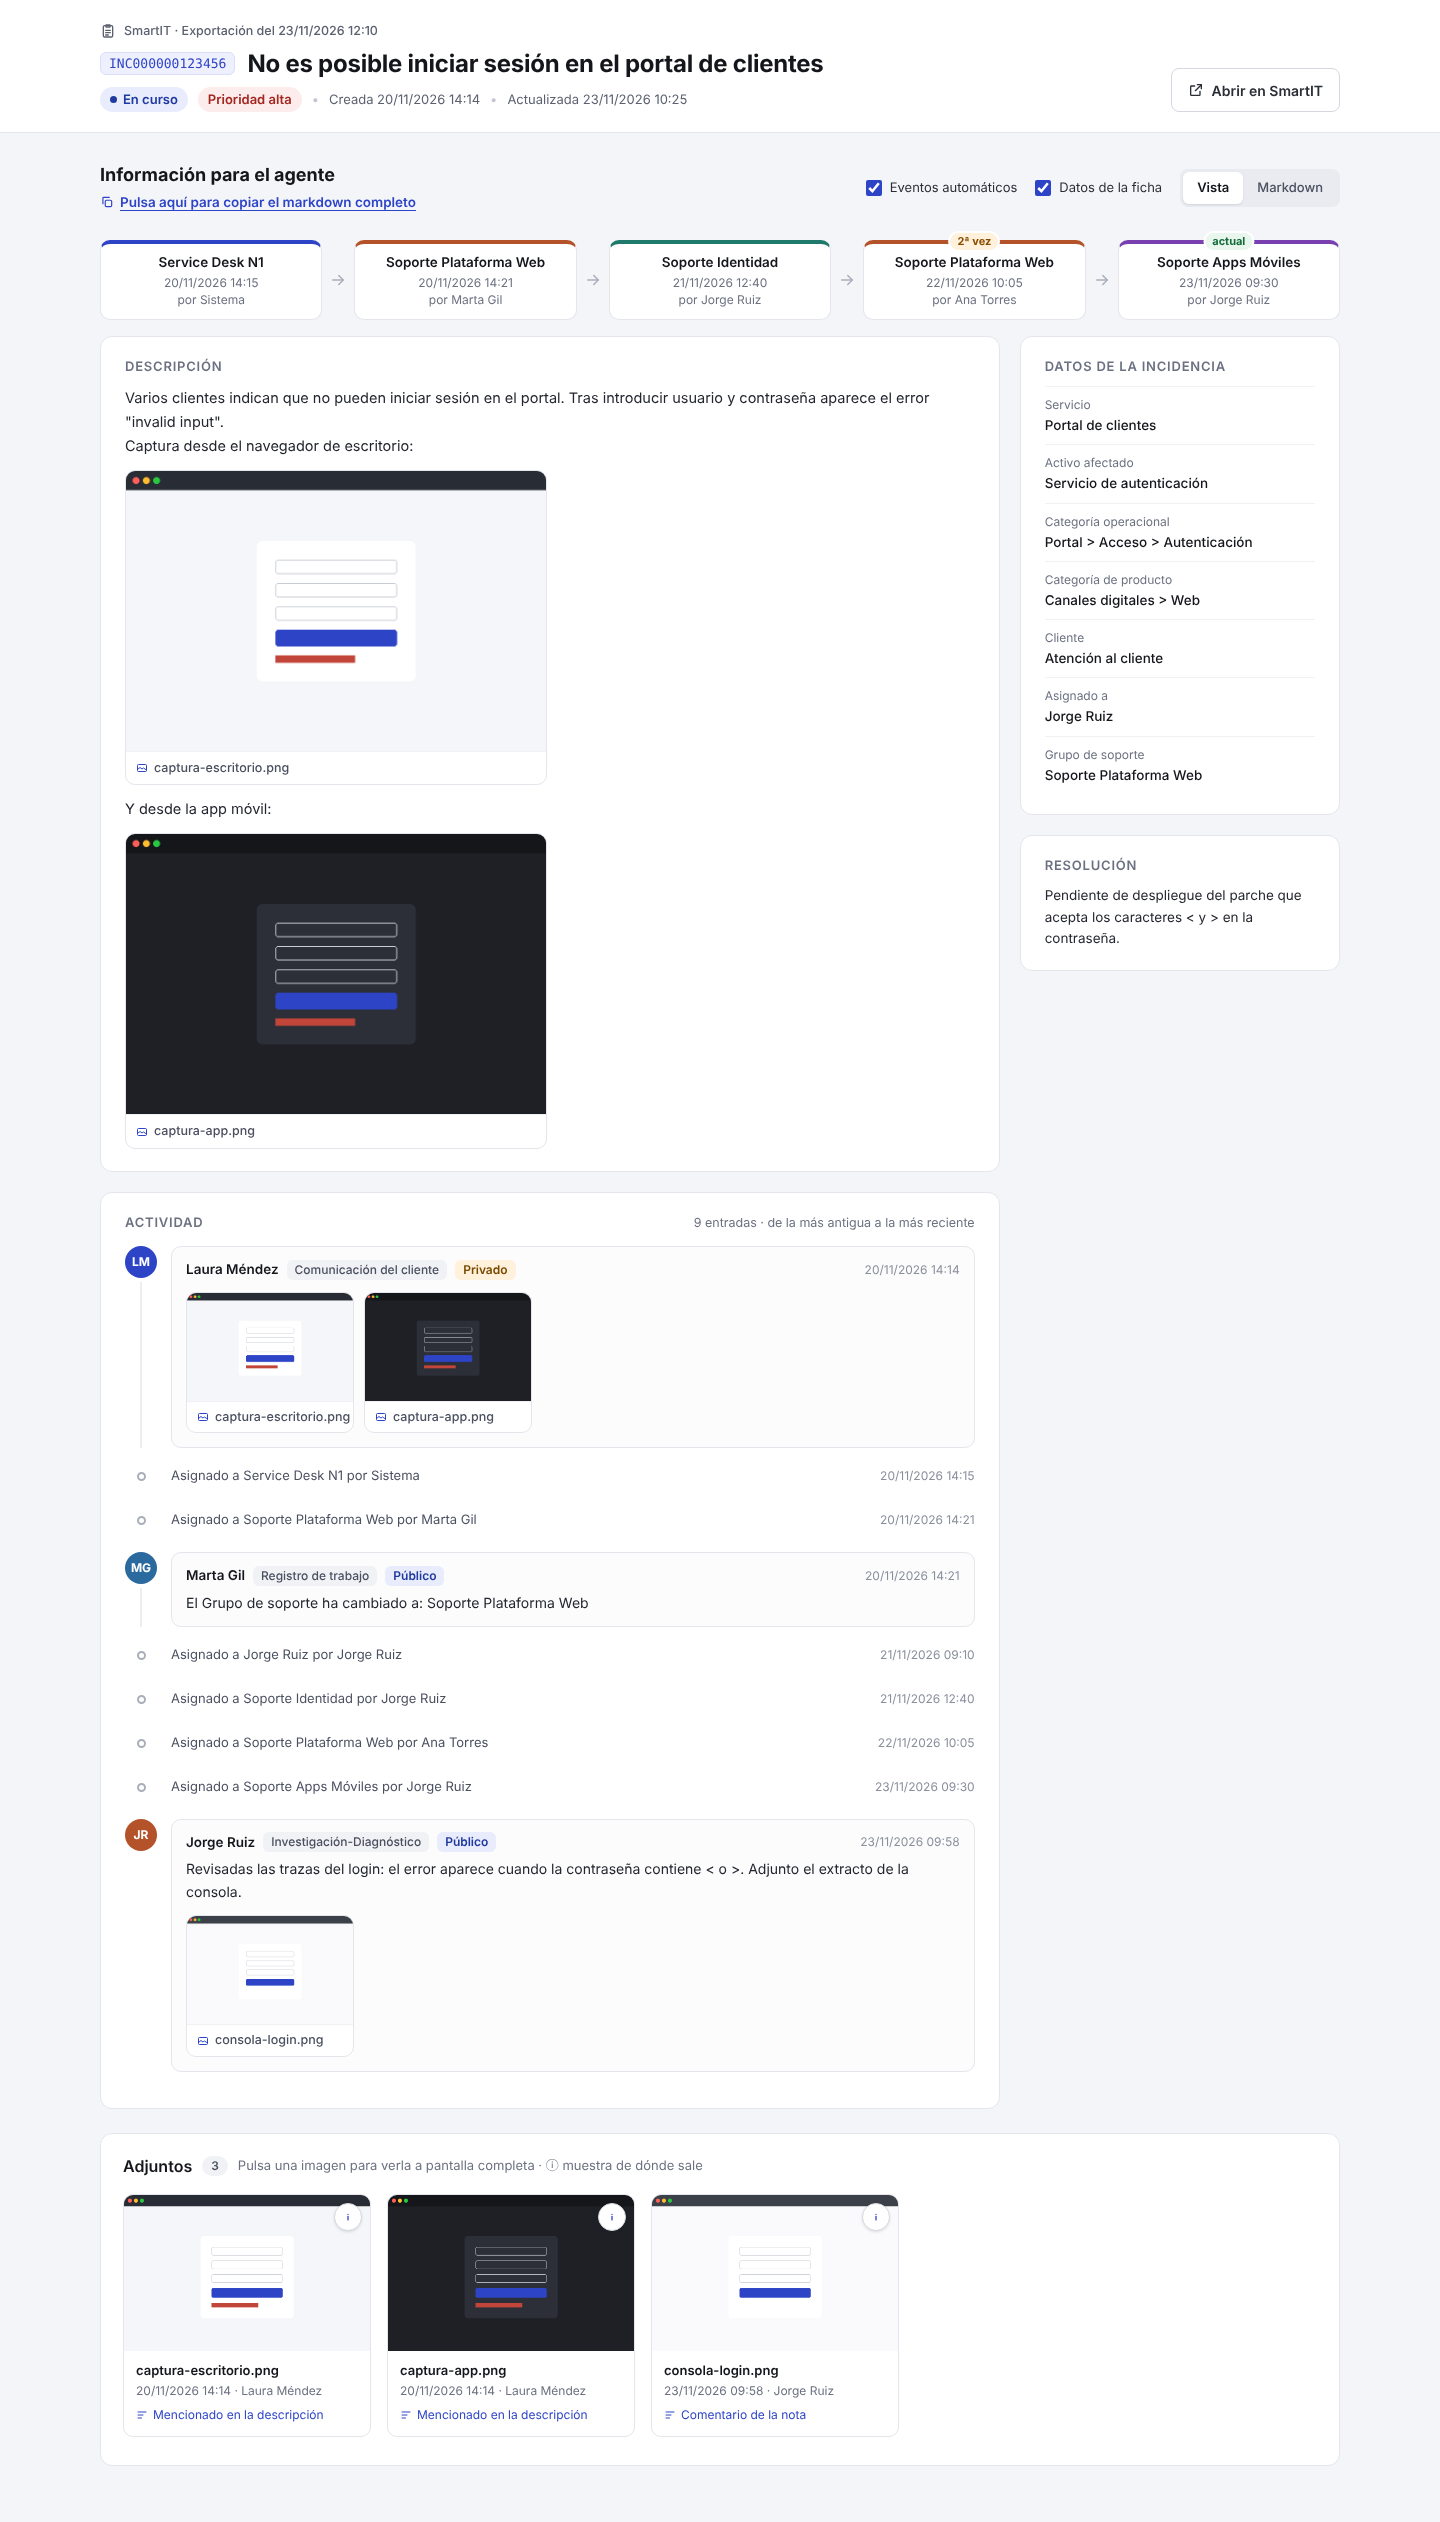 SmartIT · Exportación del 23/11/2026 12:10
INC000000123456 No es posible iniciar sesión en el portal de clientes
En curso Prioridad alta • Creada 20/11/2026 14:14 • Actualizada 23/11/2026 10:25
Abrir en SmartIT
Información para el agente
Pulsa aquí para copiar el markdown completo
Eventos automáticos Datos de la ficha Vista Markdown
Service Desk N1
20/11/2026 14:15
por Sistema
Soporte Plataforma Web
20/11/2026 14:21
por Marta Gil
Soporte Identidad
21/11/2026 12:40
por Jorge Ruiz
2ª vez
Soporte Plataforma Web
22/11/2026 10:05
por Ana Torres
actual
Soporte Apps Móviles
23/11/2026 09:30
por Jorge Ruiz
DESCRIPCIÓN
Varios clientes indican que no pueden iniciar sesión en el portal. Tras introducir usuario y contraseña aparece el error
"invalid input".
Captura desde el navegador de escritorio:
captura-escritorio.png
Y desde la app móvil:
captura-app.png
DATOS DE LA INCIDENCIA
Servicio
Portal de clientes
Activo afectado
Servicio de autenticación
Categoría operacional
Portal > Acceso > Autenticación
Categoría de producto
Canales digitales > Web
Cliente
Atención al cliente
Asignado a
Jorge Ruiz
Grupo de soporte
Soporte Plataforma Web
RESOLUCIÓN
Pendiente de despliegue del parche que
acepta los caracteres < y > en la
contraseña.
ACTIVIDAD
9 entradas · de la más antigua a la más reciente
LM Laura Méndez Comunicación del cliente Privado 20/11/2026 14:14
captura-escritorio.png captura-app.png
Asignado a Service Desk N1 por Sistema 20/11/2026 14:15
Asignado a Soporte Plataforma Web por Marta Gil 20/11/2026 14:21
MG Marta Gil Registro de trabajo Público 20/11/2026 14:21
El Grupo de soporte ha cambiado a: Soporte Plataforma Web
Asignado a Jorge Ruiz por Jorge Ruiz 21/11/2026 09:10
Asignado a Soporte Identidad por Jorge Ruiz 21/11/2026 12:40
Asignado a Soporte Plataforma Web por Ana Torres 22/11/2026 10:05
Asignado a Soporte Apps Móviles por Jorge Ruiz 23/11/2026 09:30
JR Jorge Ruiz Investigación-Diagnóstico Público 23/11/2026 09:58
Revisadas las trazas del login: el error aparece cuando la contraseña contiene < o >. Adjunto el extracto de la
consola.
consola-login.png
Adjuntos 3 Pulsa una imagen para verla a pantalla completa · ⓘ muestra de dónde sale
i i i
captura-escritorio.png
20/11/2026 14:14 · Laura Méndez
Mencionado en la descripción
captura-app.png
20/11/2026 14:14 · Laura Méndez
Mencionado en la descripción
consola-login.png
23/11/2026 09:58 · Jorge Ruiz
Comentario de la nota